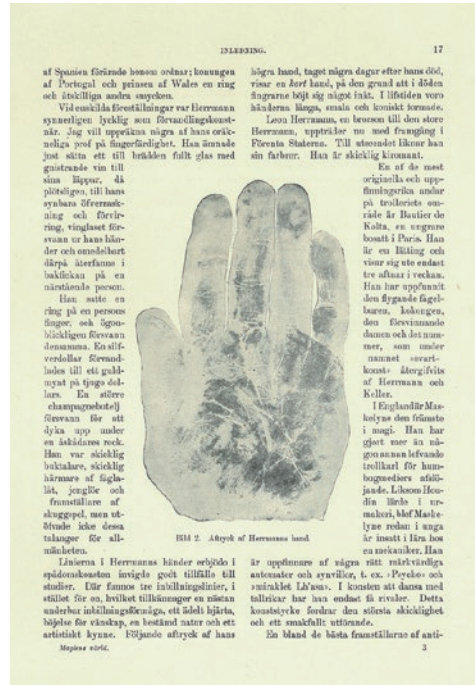 INLEDNING.
17
af Spanien förärade honom ordnar; konungen
af Portugal och prinsen af Wales en ring
och åtskilliga andra smycken.
Vid enskilda föreställningar var Herrmann
synnerligen lycklig som förvandlingskonst-
när. Jag vill uppräkna några af hans oräk-
neliga prof på fingerfärdighet. Han ämnade
just sätta ett till brädden fullt glas med
gnistrande vin till
sina läppar, då
plötsligen, till hans
synbara öfverrask-
ning och förvir-
ring, vinglaset för-
svann ur hans hän-
der och omedelbart
därpå återfanns i
bakfickan på en
närstående person.
Han satte en
ring på en persons
finger, och ögon-
blickligen försvann
densamma. En silf-
verdollar förvand-
lades till ett guld-
mynt på tjugo dol-
lars. En större
champagnebutelj
försvann för att
dyka upp under
en åskådares rock.
Han var skicklig
buktalare, skicklig
härmare af fågla-
låt, jonglör och
framställare af
skuggspel, men ut-
öfvade icke dessa
talanger för all-
mänheten.
Linierna i Herrmanns händer erbjödo i
spådomskonsten invigde godt tillfälle till
studier. Där funnos tre inbillningslinier, i
stället för en, hvilket tillkännager en nästan
underbar inbillningsförmåga, ett ädelt hjärta,
böjelse för vänskap, en bestämd natur och ett
artistiskt kynne. Följande aftryck af hans
Magiens värld.
Bild 2. Aftryck af Herrmanns hand.
högra hand, taget några dagar efter hans död,
visar en kort hand, på den grund att i döden
fingrarne böjt sig något inåt. I lifstiden voro
händerna långa, smala och koniskt formade.
Leon Herrmann, en brorson till den store
Herrmann, uppträder nu med framgång i
Förenta Staterna. Till utseendet liknar han
sin farbror. Han är skicklig kiromant.
En af de mest
originella och upp-
finningsrika andar
på trolleriets om-
råde är Bautier de
Kolta, en ungrare
bosatt i Paris. Han
är en lätting och
visar sig ute endast
tre aftnar i veckan.
Han har uppfunnit
den flygande fågel-
buren, kokongen,
den försvinnande
damen och det num-
mer, som under
namnet »svart-
konst» återgifvits
af Herrmann och
Keller.
I England är Mas-
kelyne den främste
i magi. Han har
gjort mer än nå-
gon annan lefvande
trollkarl för hum-
bugmediers afslö-
jande. Liksom Hou-
din lärde i ur-
makeri, blef Maske-
lyne redan i unga
år insatt i lära hos
en mekaniker. Han
är uppfinnare af några rätt märkvärdiga
automater och synvillor, t. ex. »Psycho» och
»miraklet Lh'asa». I konsten att dansa med
tallrikar har han endast få rivaler. Detta
konststycke fordrar den största skicklighet
och ett smakfullt utförande.
En bland de bästa framställarne af anti-
3